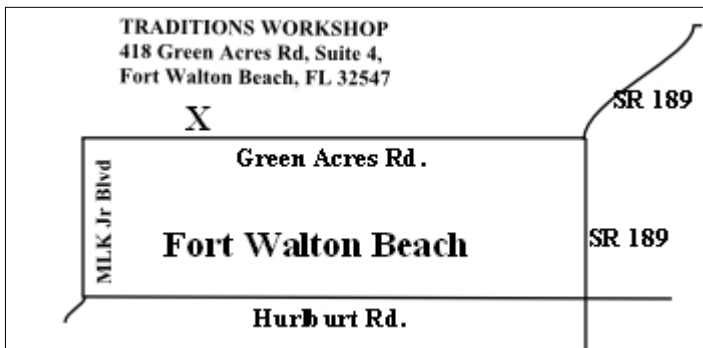 TRADITIONS WORKSHOP
418 Green Acres Rd, Suite 4,
Fort Walton Beach, FL 32547
SR 189
X
Green Acres Rd.
MLK Jr Blvd
Fort Walton Beach
SR 189
Hurlburt Rd.